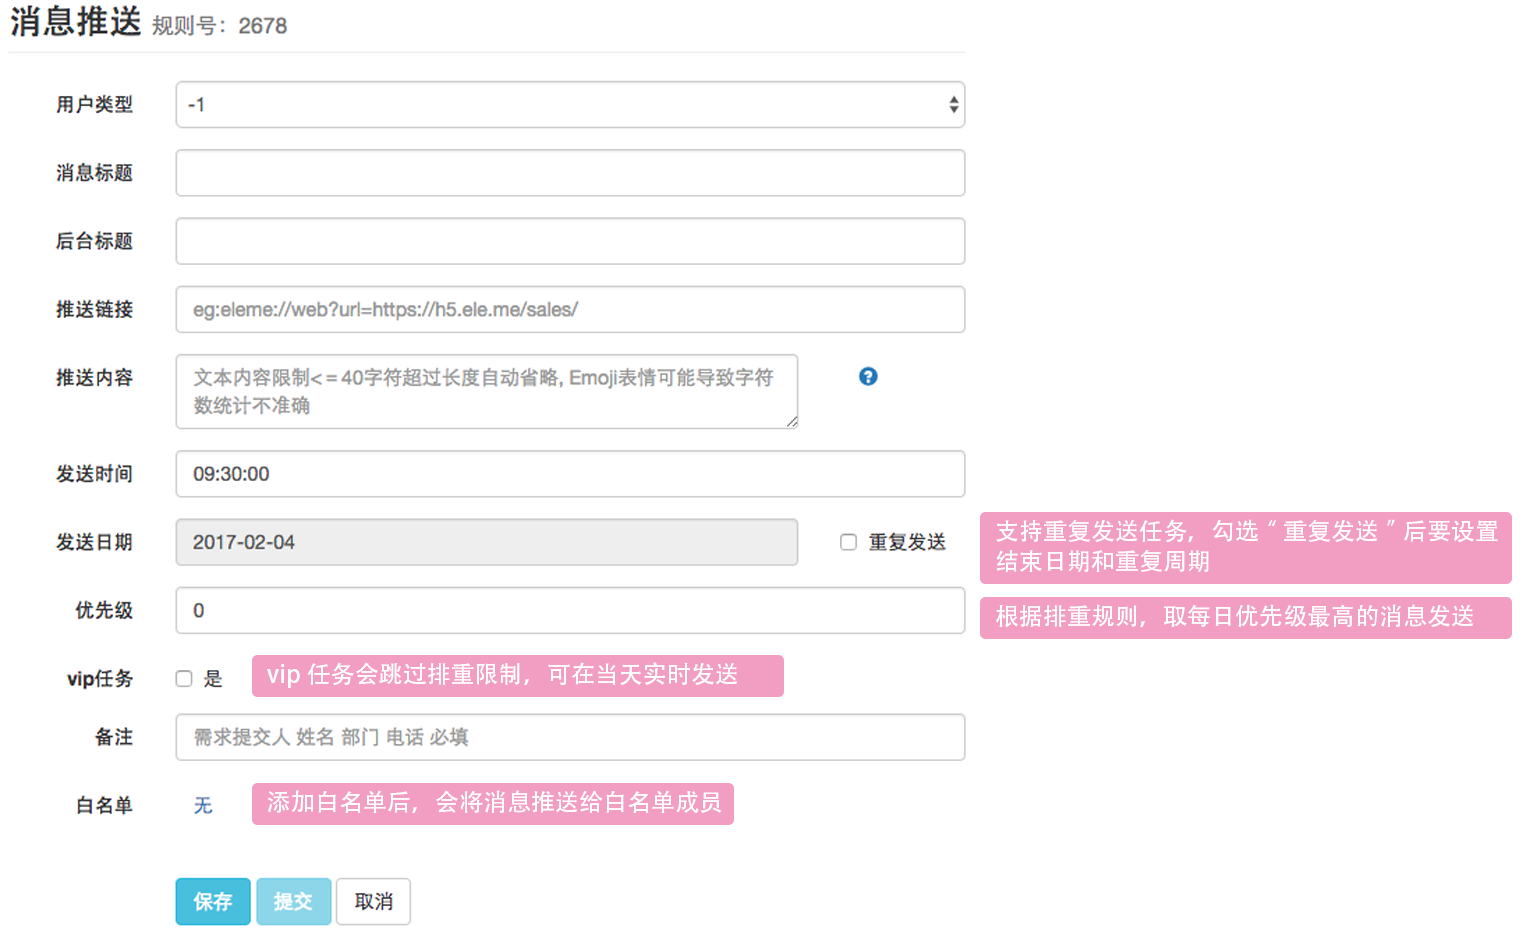 消息推送 规则号：2678
用户类型 -1
消息标题
后台标题
推送链接 eg:eleme://web?url=https://h5.ele.me/sales/
推送内容 文本内容限制<=40字符超过长度自动省略, Emoji表情可能导致字符
数统计不准确
?
发送时间 09:30:00
发送日期 2017-02-04 重复发送
支持重复发送任务，勾选“重复发送”后要设置
结束日期和重复周期
优先级 0
根据排重规则，取每日优先级最高的消息发送
vip任务 是 vip 任务会跳过排重限制，可在当天实时发送
备注 需求提交人 姓名 部门 电话 必填
白名单 无 添加白名单后，会将消息推送给白名单成员
保存 提交 取消